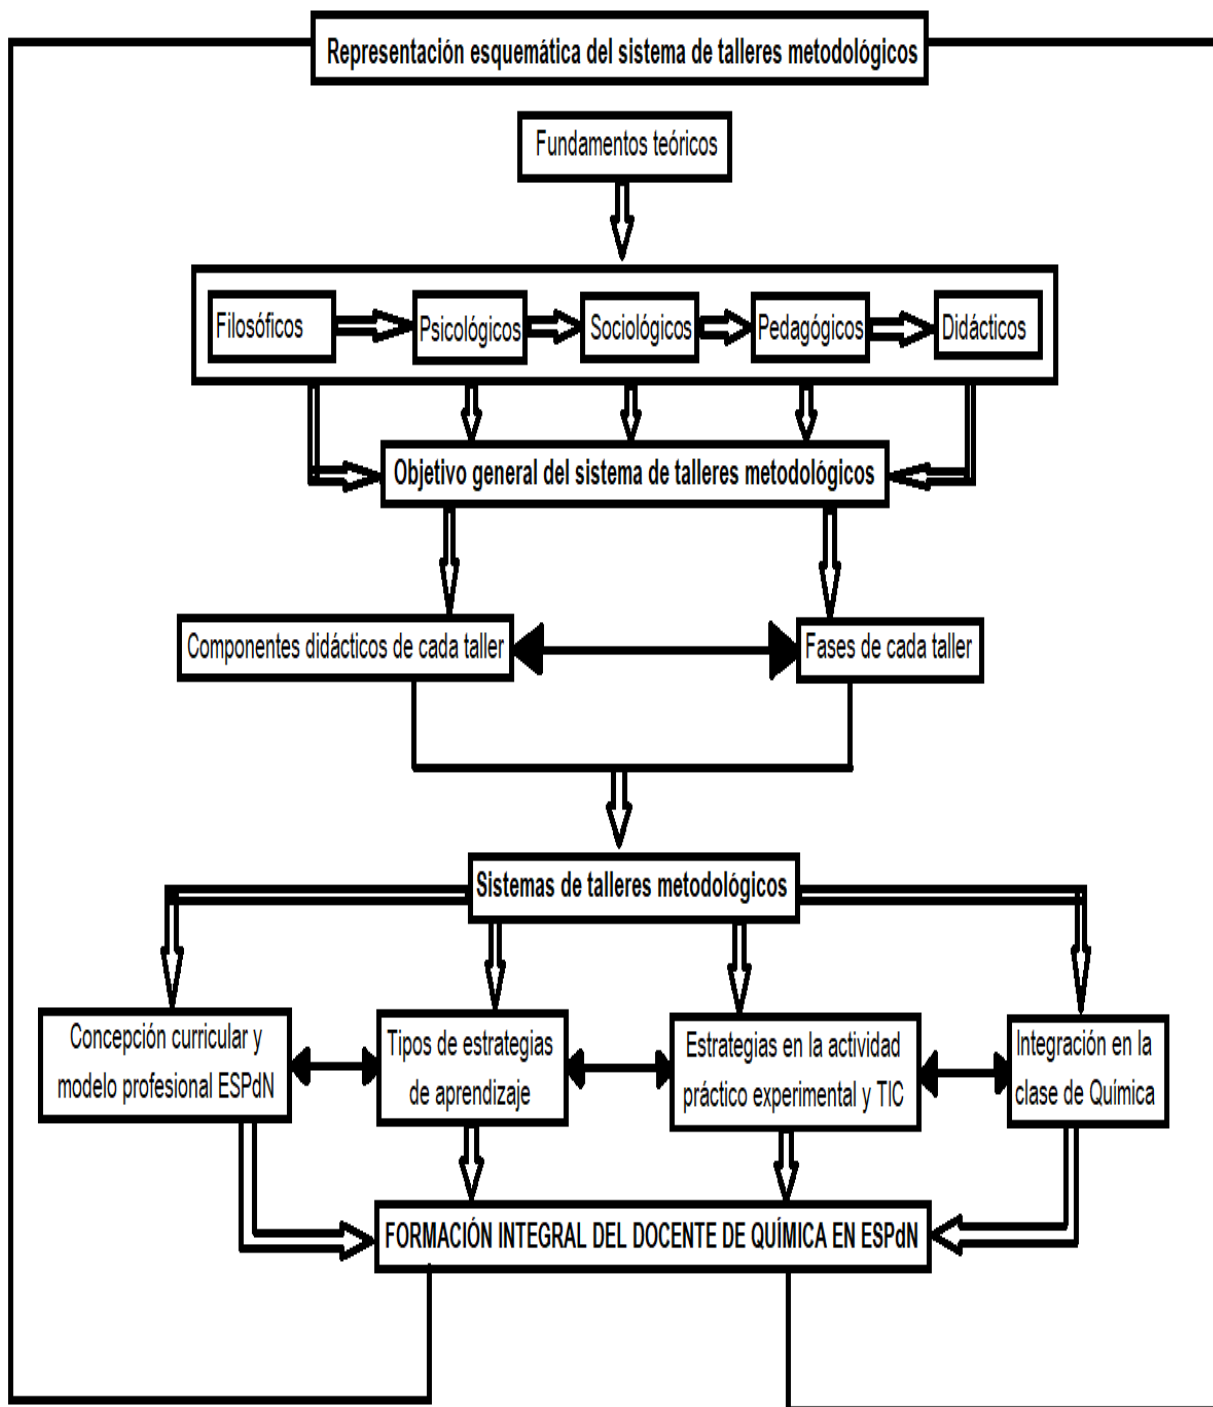 Representación esquemática del sistema de talleres metodológicos
Fundamentos teóricos
Filosóficos
Psicológicos
Sociológicos
Pedagógicos
Didácticos
Objetivo general del sistema de talleres metodológicos
Componentes didácticos de cada taller
Fases de cada taller
Sistemas de talleres metodológicos
Concepción curricular y
modelo profesional ESPdN
Tipos de estrategias
de aprendizaje
Estrategias en la actividad
práctico experimental y TIC
Integración en la
clase de Química
FORMACIÓN INTEGRAL DEL DOCENTE DE QUÍMICA EN ESPdN